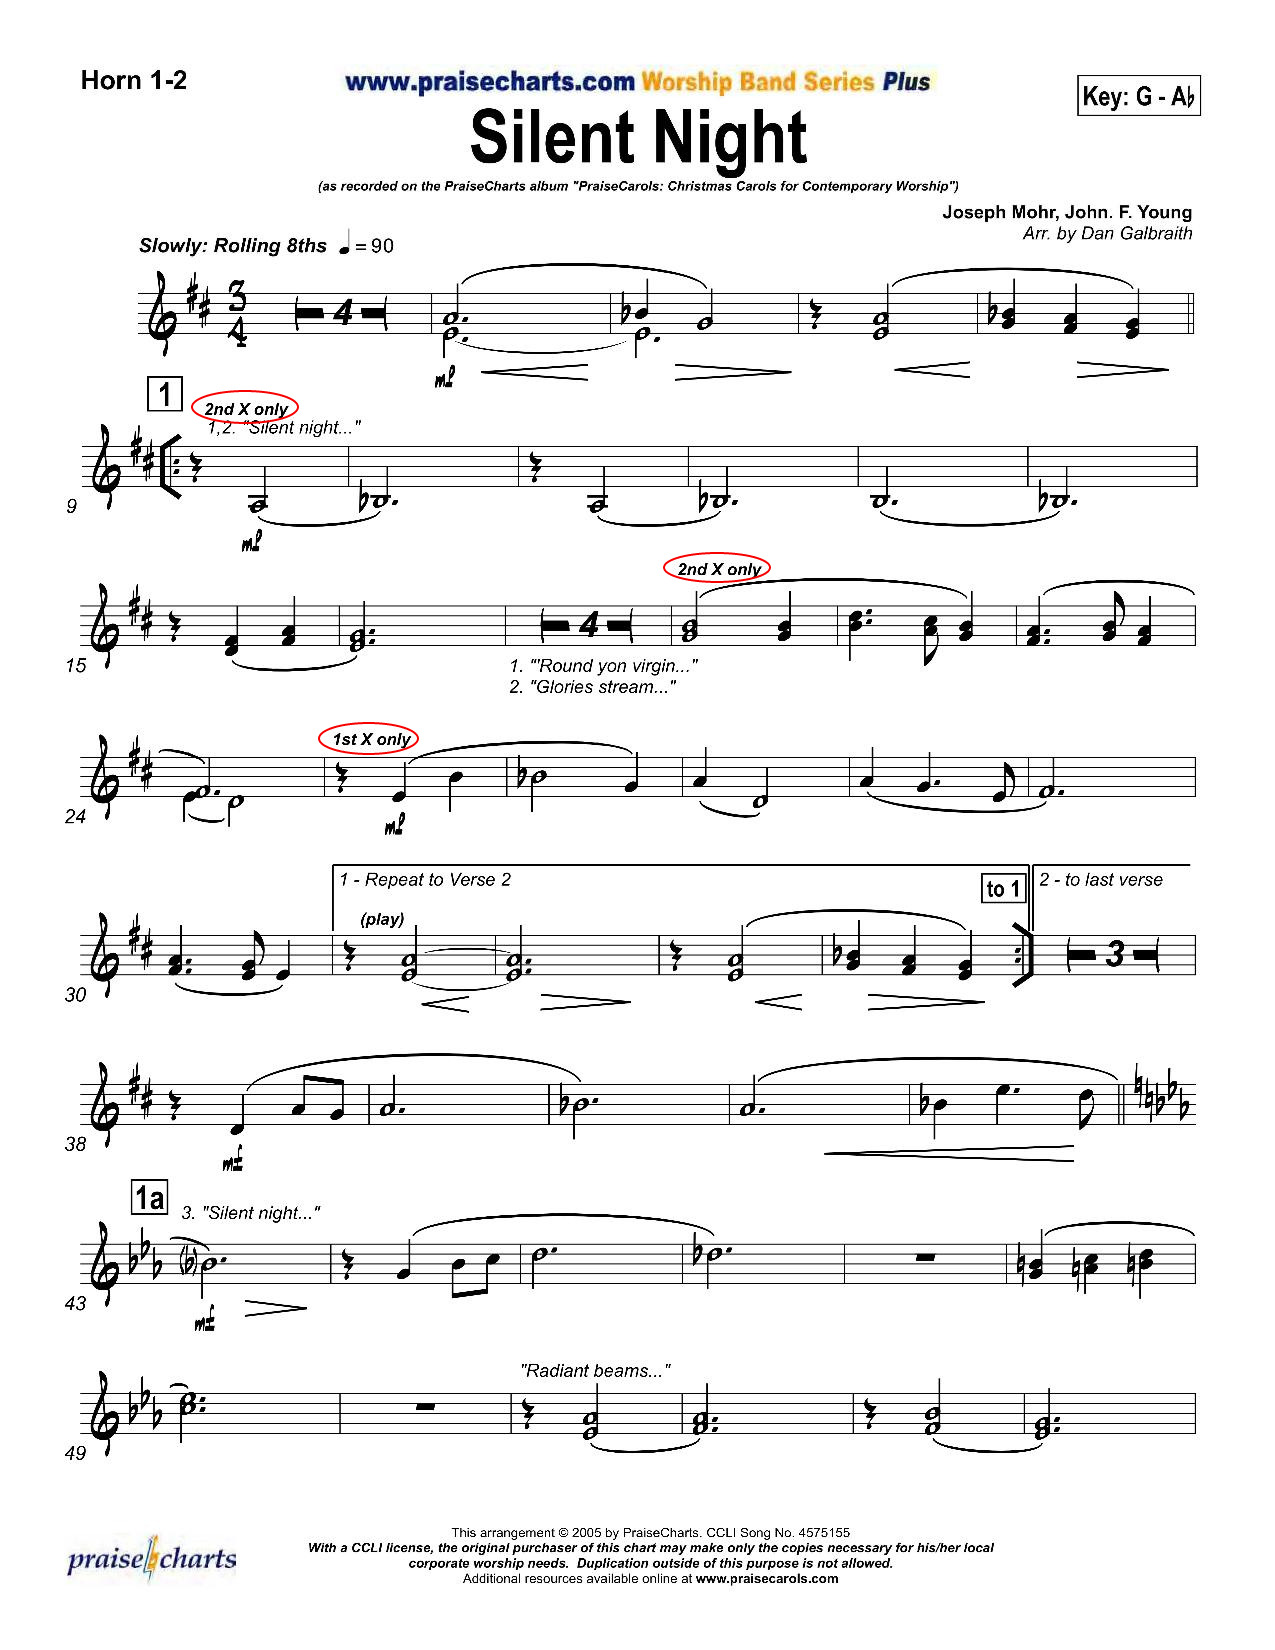 Horn 1-2
www.praisecharts.com Worship Band Series Plus
Key: G - A♭
Silent Night
(as recorded on the PraiseCharts album "PraiseCarols: Christmas Carols for Contemporary Worship")
Joseph Mohr, John. F. Young
Arr. by Dan Galbraith
Slowly: Rolling 8ths ♩ = 90
3
4
4
mf
1
2nd X only
1,2. "Silent night..."
9
mf
2nd X only
4
15
1. "'Round yon virgin..."
2. "Glories stream..."
1st X only
24
mf
1 - Repeat to Verse 2
to 1
2 - to last verse
(play)
3
30
38
mf
1a
3. "Silent night..."
43
mf
"Radiant beams..."
49
This arrangement © 2005 by PraiseCharts. CCLI Song No. 4575155
With a CCLI license, the original purchaser of this chart may make only the copies necessary for his/her local
corporate worship needs. Duplication outside of this purpose is not allowed.
Additional resources available online at www.praisecarols.com
praise charts